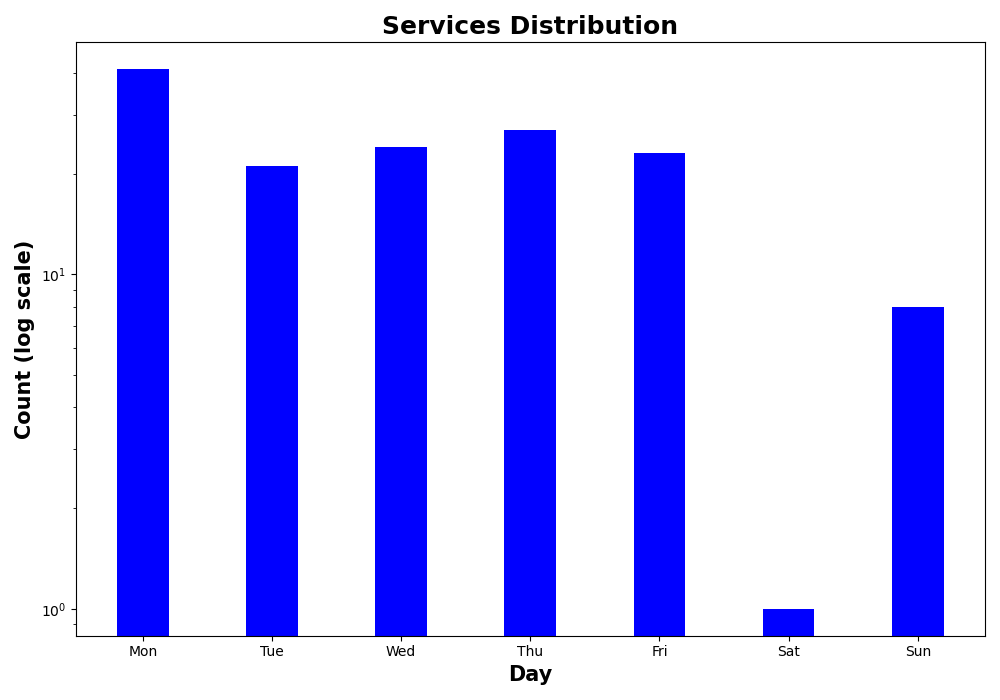 Services Distribution
Count (log scale)
10¹
10⁰
Mon Tue Wed Thu Fri Sat Sun
Day